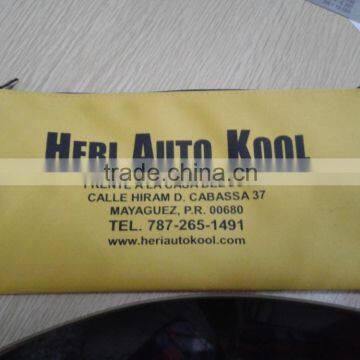 HERI AUTO KOOL
trade.china.cn
FRENTE A LA CASA DEL
CALLE HIRAM D. CABASSA 37
MAYAGUEZ, P.R. 00680
TEL. 787-265-1491
www.heriautokool.com